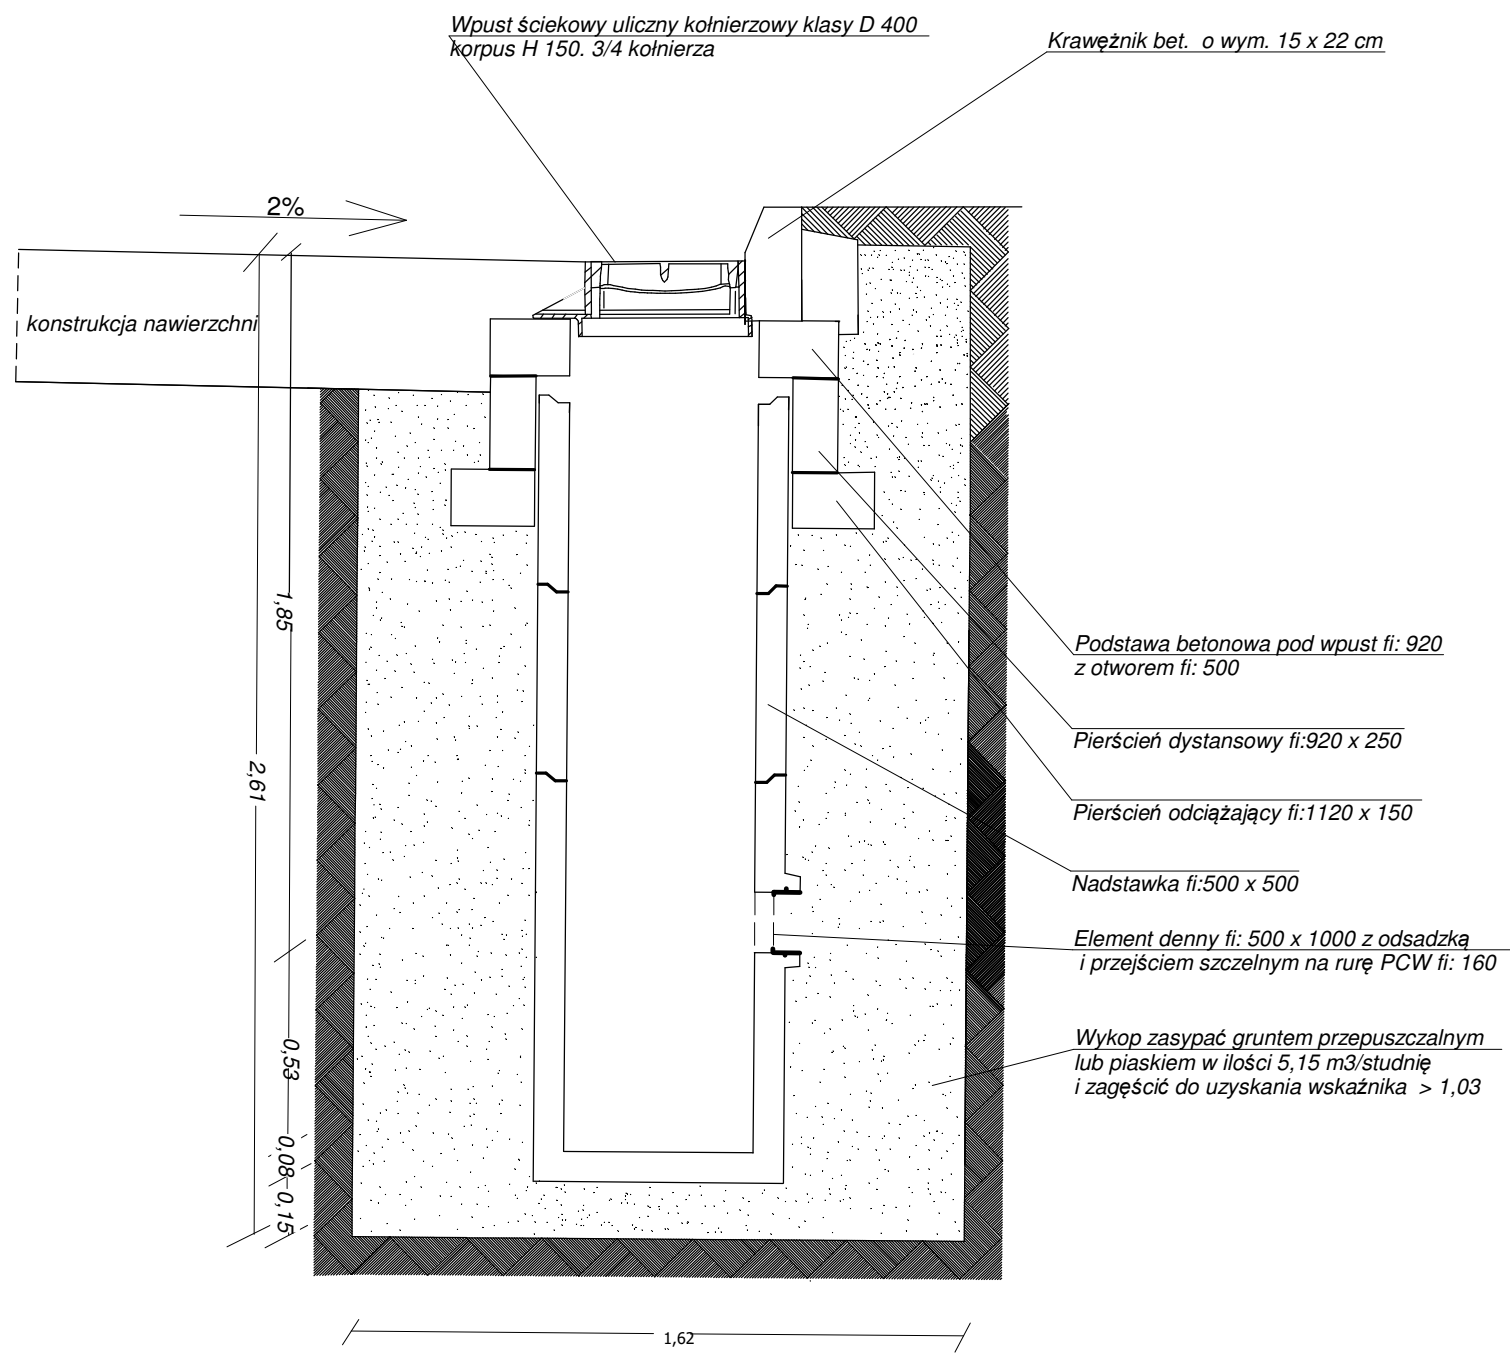 Wpust ściekowy uliczny kołnierzowy klasy D 400
korpus H 150. 3/4 kołnierza
Krawężnik bet. o wym. 15 x 22 cm
2%
konstrukcja nawierzchni
1,85
2,61
0,53
0,08
0,15
1,62
Podstawa betonowa pod wpust fi: 920
z otworem fi: 500
Pierścień dystansowy fi:920 x 250
Pierścień odciążający fi:1120 x 150
Nadstawka fi:500 x 500
Element denny fi: 500 x 1000 z odsadzką
i przejściem szczelnym na rurę PCW fi: 160
Wykop zasypać gruntem przepuszczalnym
lub piaskiem w ilości 5,15 m3/studnię
i zagęścić do uzyskania wskaźnika > 1,03